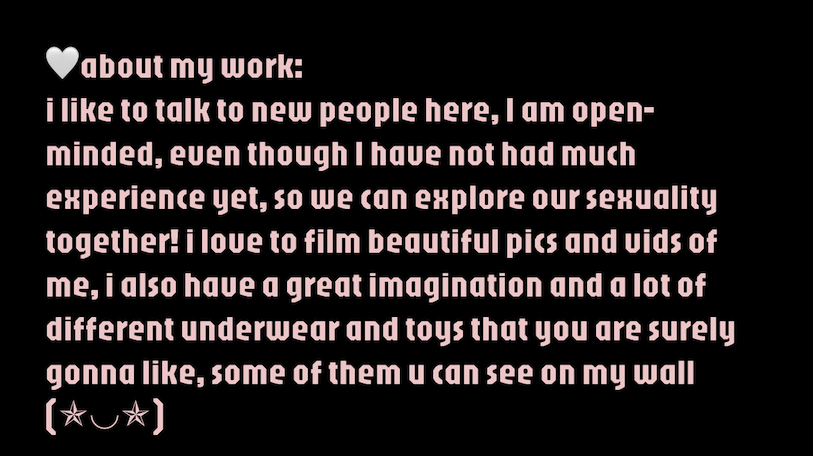 🤍about my work:
i like to talk to new people here, I am open-
minded, even though I have not had much
experience yet, so we can explore our sexuality
together! i love to film beautiful pics and vids of
me, i also have a great imagination and a lot of
different underwear and toys that you are surely
gonna like, some of them u can see on my wall
(✯◡✯)